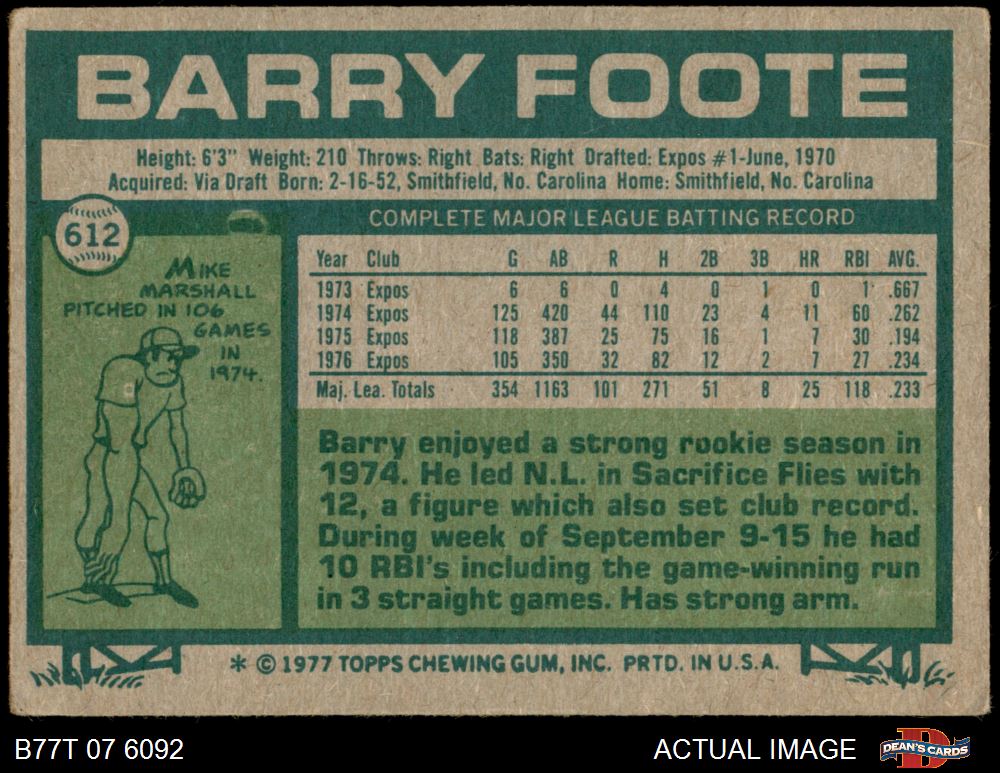 BARRY FOOTE
Height: 6'3" Weight: 210 Throws: Right Bats: Right Drafted: Expos #1-June, 1970
Acquired: Via Draft Born: 2-16-52, Smithfield, No. Carolina Home: Smithfield, No. Carolina
612
MIKE
MARSHALL
PITCHED IN 106
GAMES
IN
1974.
COMPLETE MAJOR LEAGUE BATTING RECORD
Year Club G AB R H 2B 3B HR RBI AVG.
1973 Expos 6 6 0 4 0 1 0 1 .667
1974 Expos 125 420 44 110 23 4 11 60 .262
1975 Expos 118 387 25 75 16 1 7 30 .194
1976 Expos 105 350 32 82 12 2 7 27 .234
Maj. Lea. Totals 354 1163 101 271 51 8 25 118 .233
Barry enjoyed a strong rookie season in
1974. He led N.L. in Sacrifice Flies with
12, a figure which also set club record.
During week of September 9-15 he had
10 RBI's including the game-winning run
in 3 straight games. Has strong arm.
* © 1977 TOPPS CHEWING GUM, INC. PRTD. IN U.S.A.
B77T 07 6092
ACTUAL IMAGE
DEAN'S CARDS